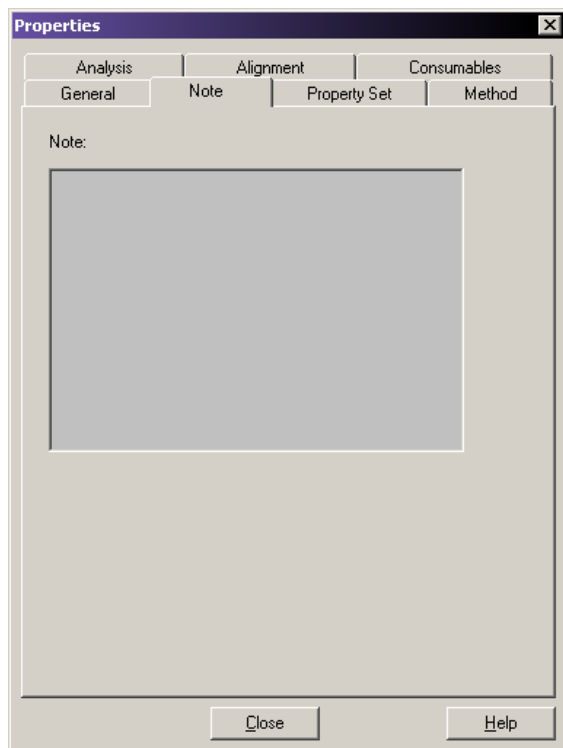 Properties
Analysis Alignment Consumables
General Note Property Set Method
Note:
Close Help